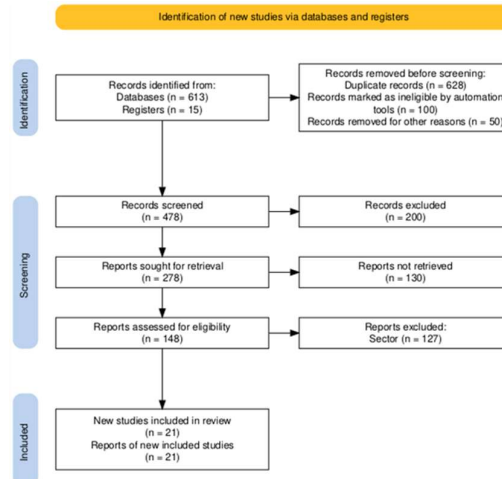 Identification of new studies via databases and registers
Identification
Records identified from:
Databases (n = 613)
Registers (n = 15)
Records removed before screening:
Duplicate records (n = 628)
Records marked as ineligible by automation
tools (n = 100)
Records removed for other reasons (n = 50)
Screening
Records screened
(n = 478)
Records excluded
(n = 200)
Reports sought for retrieval
(n = 278)
Reports not retrieved
(n = 130)
Reports assessed for eligibility
(n = 148)
Reports excluded:
Sector (n = 127)
Included
New studies included in review
(n = 21)
Reports of new included studies
(n = 21)